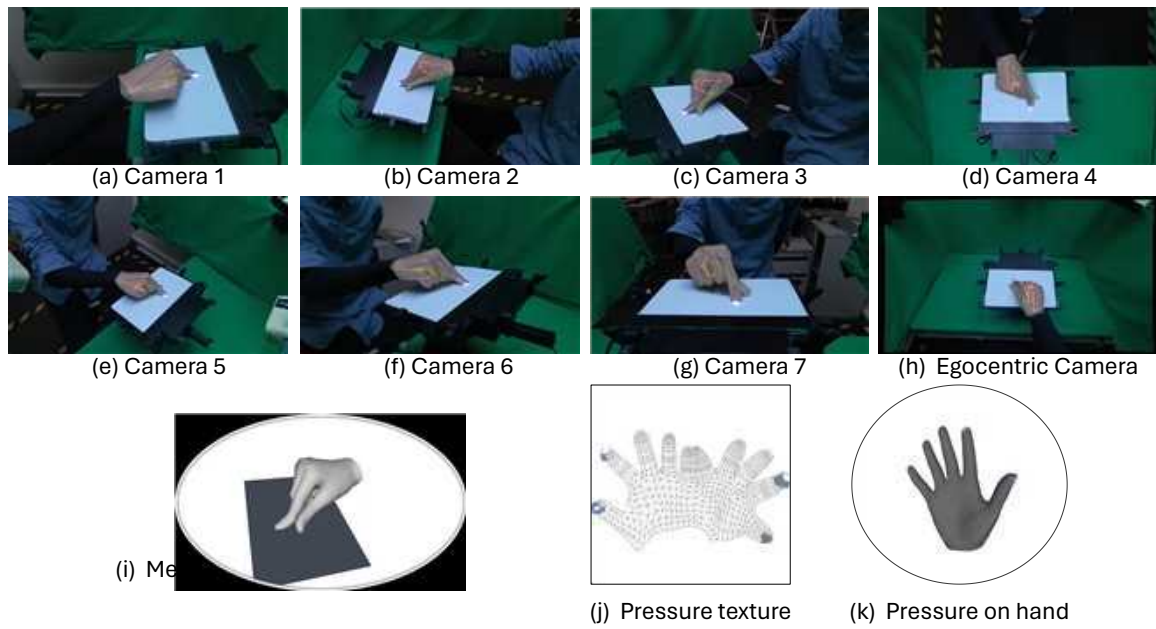 (a) Camera 1
(b) Camera 2
(c) Camera 3
(d) Camera 4
(e) Camera 5
(f) Camera 6
(g) Camera 7
(h) Egocentric Camera
(i)
(j) Pressure texture
(k) Pressure on hand